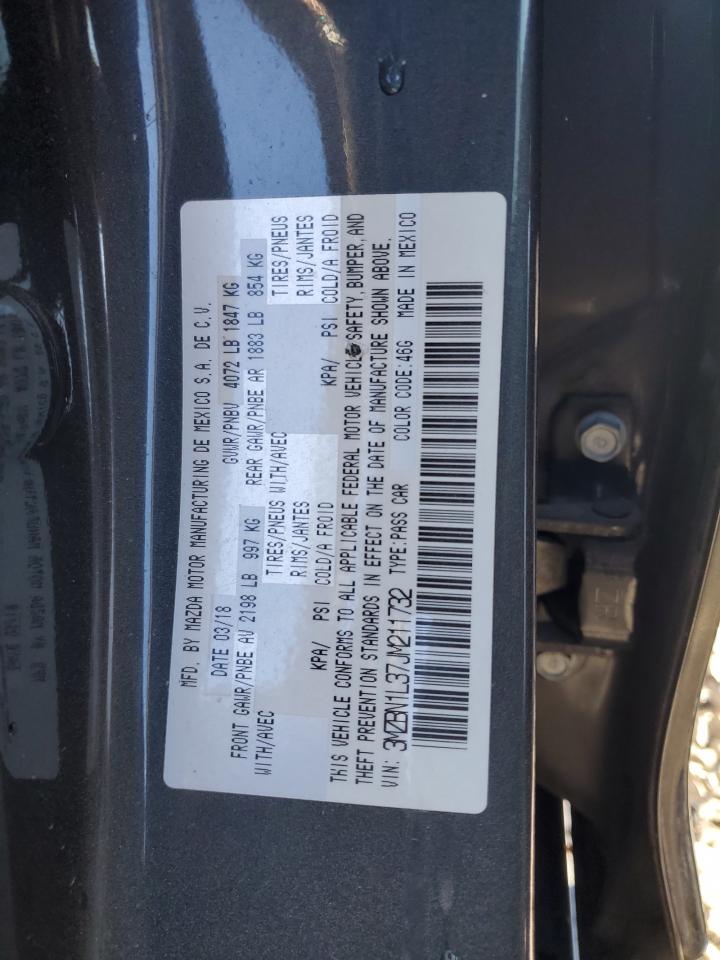 MFD. BY MAZDA MOTOR MANUFACTURING DE MEXICO S.A. DE C.V.
DATE 03/18 GVWR/PNBV 4072 LB 1847 KG
FRONT GAWR/PNBE AV 2198 LB 997 KG REAR GAWR/PNBE AR 1883 LB 854 KG
WITH/AVEC TIRES/PNEUS WITH/AVEC TIRES/PNEUS
RIMS/JANTES RIMS/JANTES
KPA/ PSI COLD/A FROID KPA/ PSI COLD/A FROID
THIS VEHICLE CONFORMS TO ALL APPLICABLE FEDERAL MOTOR VEHICLE SAFETY, BUMPER, AND
THEFT PREVENTION STANDARDS IN EFFECT ON THE DATE OF MANUFACTURE SHOWN ABOVE.
VIN: 3MZBN1L37JM211732 TYPE:PASS CAR COLOR CODE:46G MADE IN MEXICO